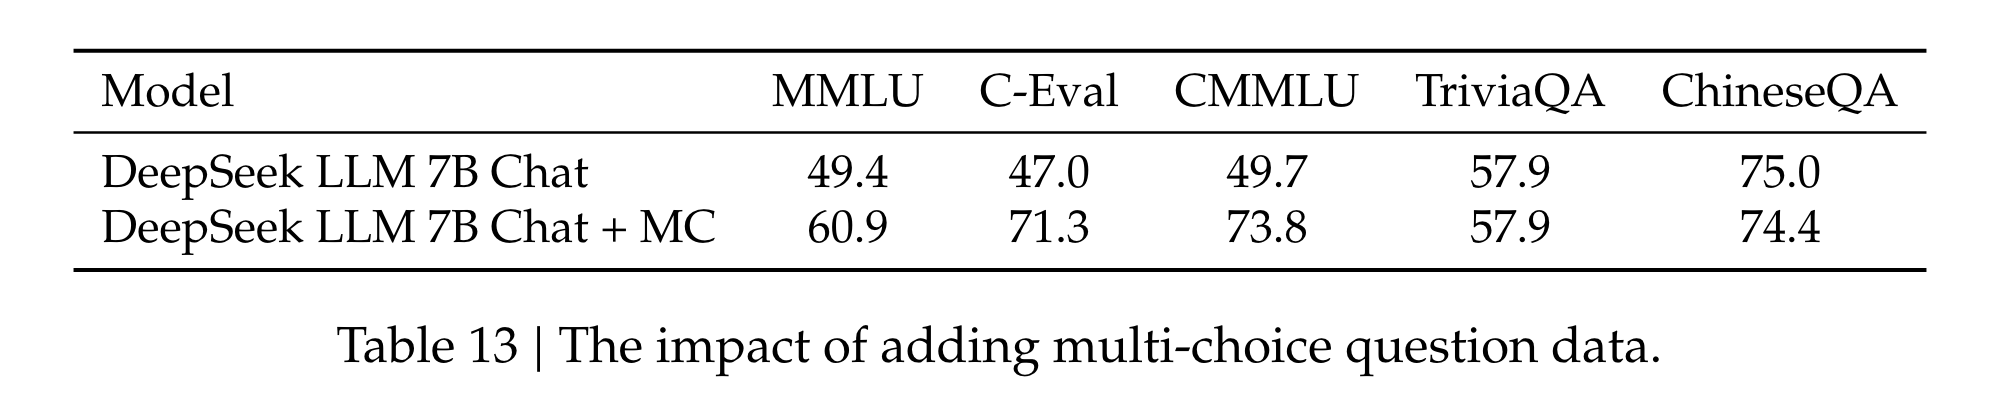 Model MMLU C-Eval CMMLU TriviaQA ChineseQA
DeepSeek LLM 7B Chat 49.4 47.0 49.7 57.9 75.0
DeepSeek LLM 7B Chat + MC 60.9 71.3 73.8 57.9 74.4
Table 13 | The impact of adding multi-choice question data.